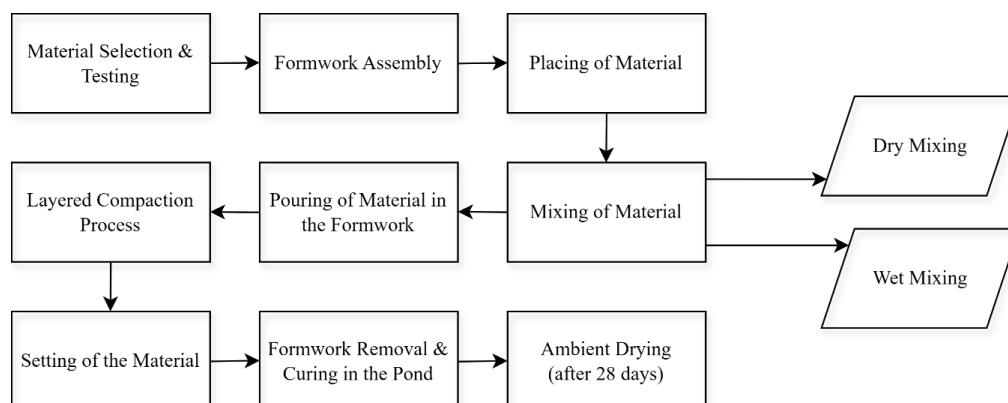 Material Selection &
Testing
Formwork Assembly
Placing of Material
Dry Mixing
Layered Compaction
Process
Pouring of Material in
the Formwork
Mixing of Material
Wet Mixing
Setting of the Material
Formwork Removal &
Curing in the Pond
Ambient Drying
(after 28 days)